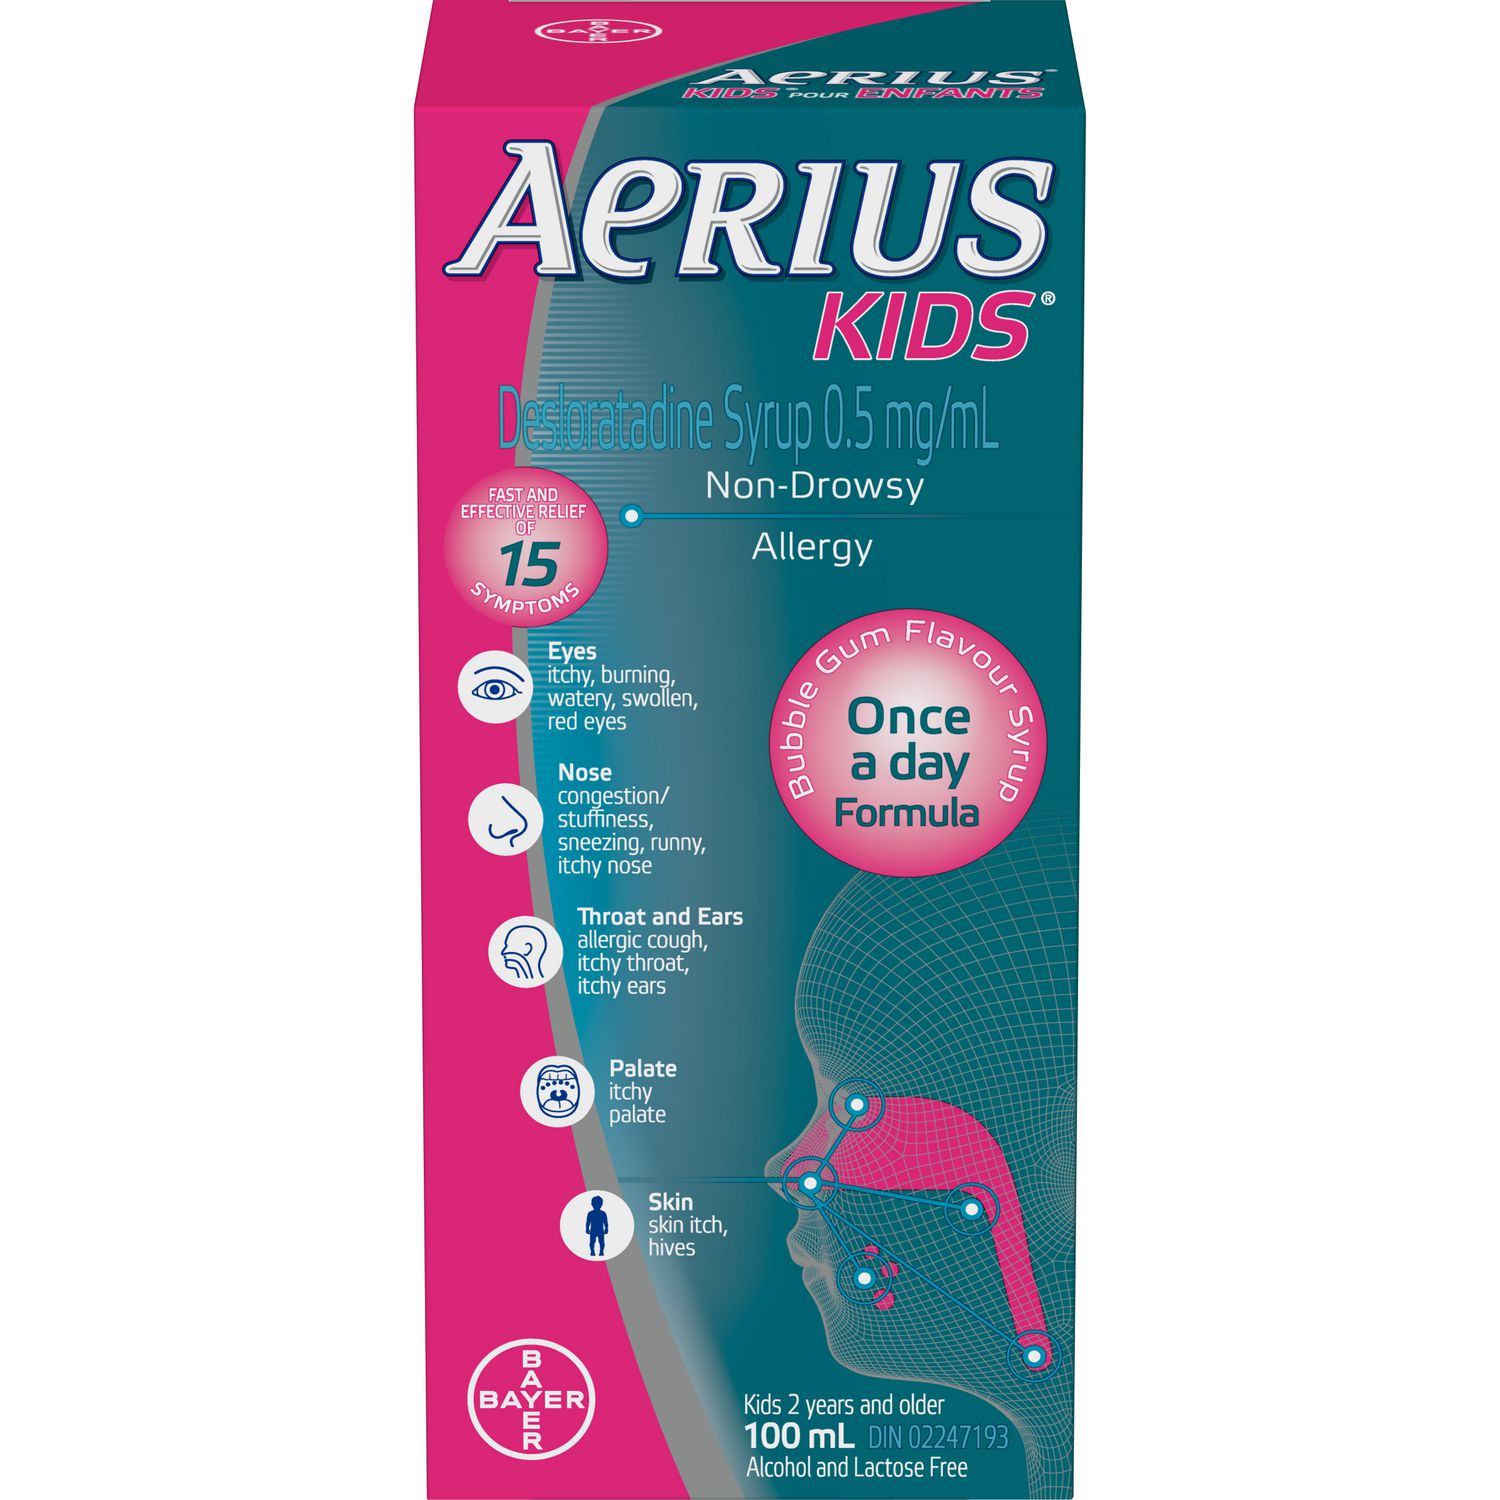 BAYER
BAYER
AERIUS®
KIDS® POUR ENFANTS
AERIUS
KIDS®
Desloratadine Syrup 0.5 mg/mL
Non-Drowsy
Allergy
FAST AND
EFFECTIVE RELIEF
OF
15
SYMPTOMS
Bubble Gum Flavour Syrup
Once
a day
Formula
Eyes
itchy, burning,
watery, swollen,
red eyes
Nose
congestion/
stuffiness,
sneezing, runny,
itchy nose
Throat and Ears
allergic cough,
itchy throat,
itchy ears
Palate
itchy
palate
Skin
skin itch,
hives
BAYER
BAYER
Kids 2 years and older
100 mL DIN 02247193
Alcohol and Lactose Free